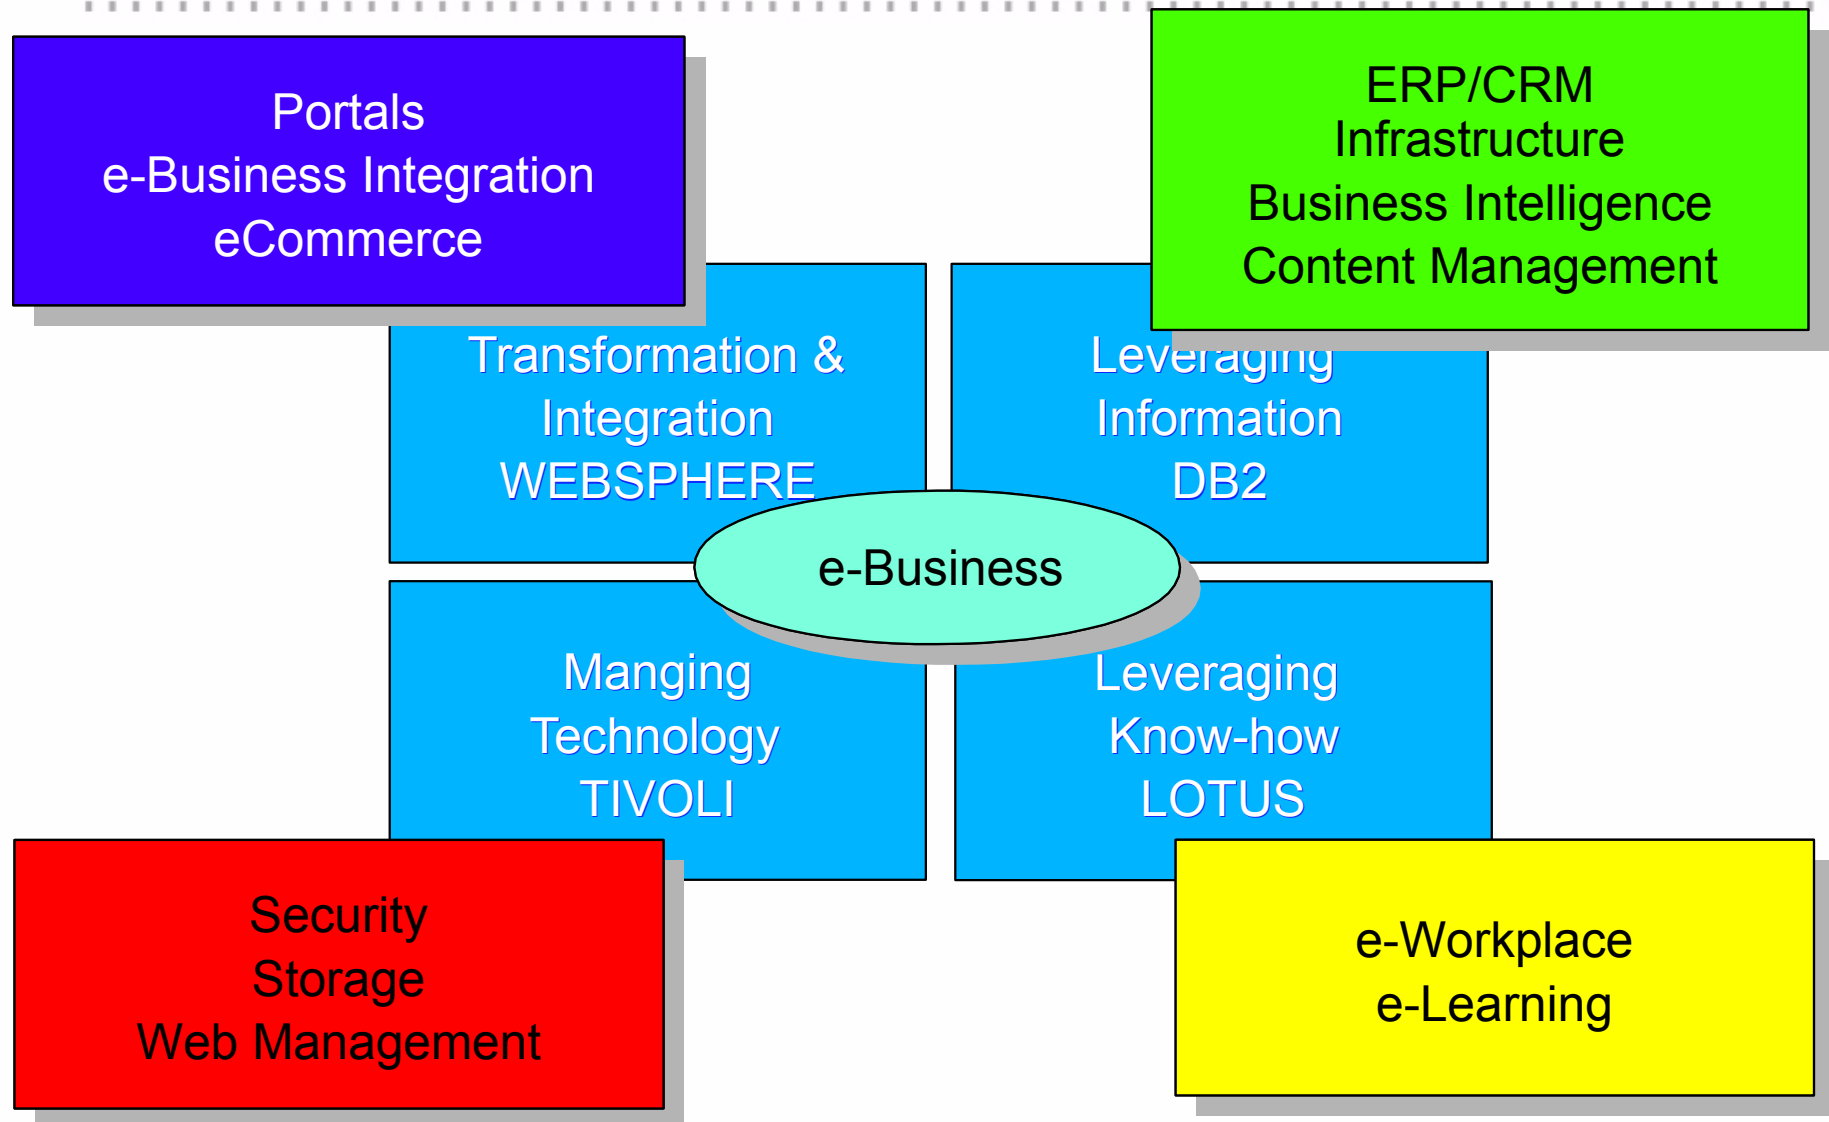 Portals
e-Business Integration
eCommerce
ERP/CRM
Infrastructure
Business Intelligence
Content Management
Transformation &
Integration
WEBSPHERE
Leveraging
Information
DB2
e-Business
Manging
Technology
TIVOLI
Leveraging
Know-how
LOTUS
Security
Storage
Web Management
e-Workplace
e-Learning